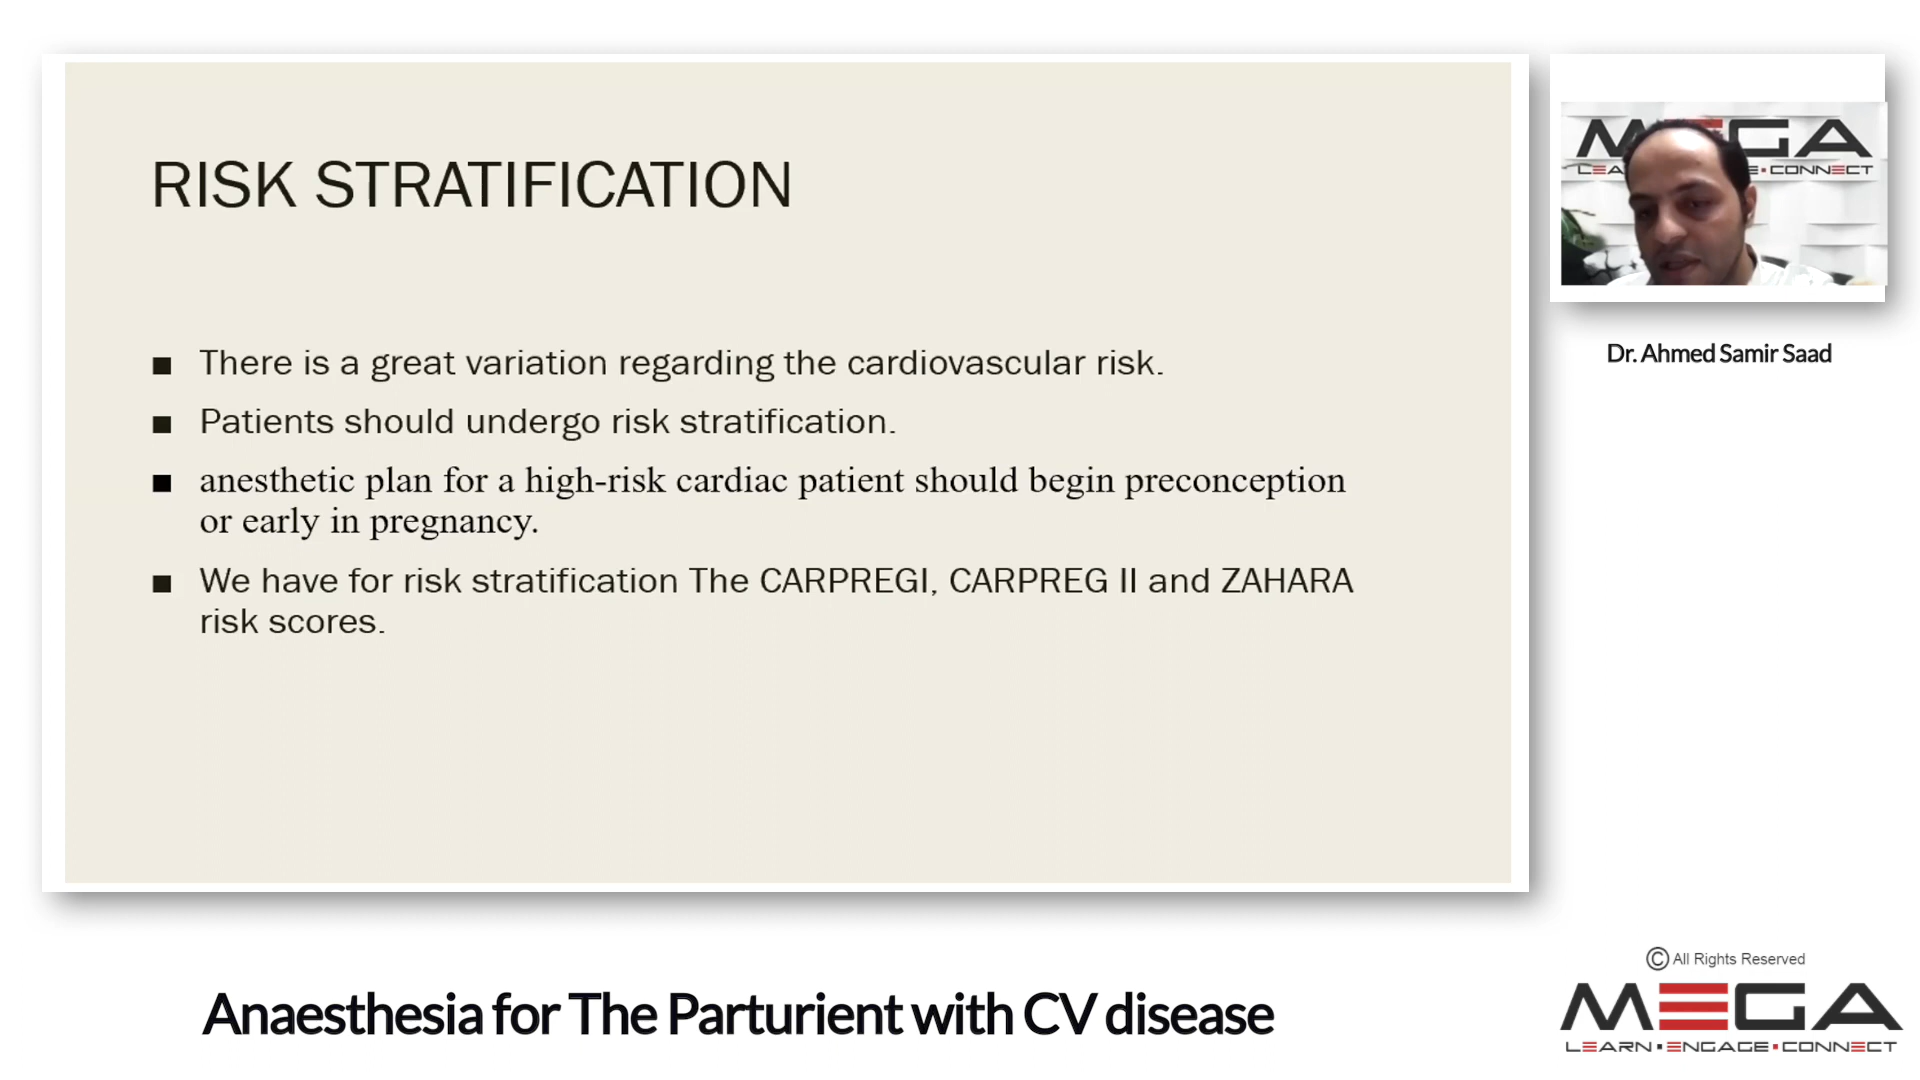 RISK STRATIFICATION
■ There is a great variation regarding the cardiovascular risk.
■ Patients should undergo risk stratification.
■ anesthetic plan for a high-risk cardiac patient should begin preconception
or early in pregnancy.
■ We have for risk stratification The CARPREGI, CARPREG II and ZAHARA
risk scores.
Dr. Ahmed Samir Saad
Anaesthesia for The Parturient with CV disease
© All Rights Reserved
MEGA
LEARN ▪ ENGAGE ▪ CONNECT